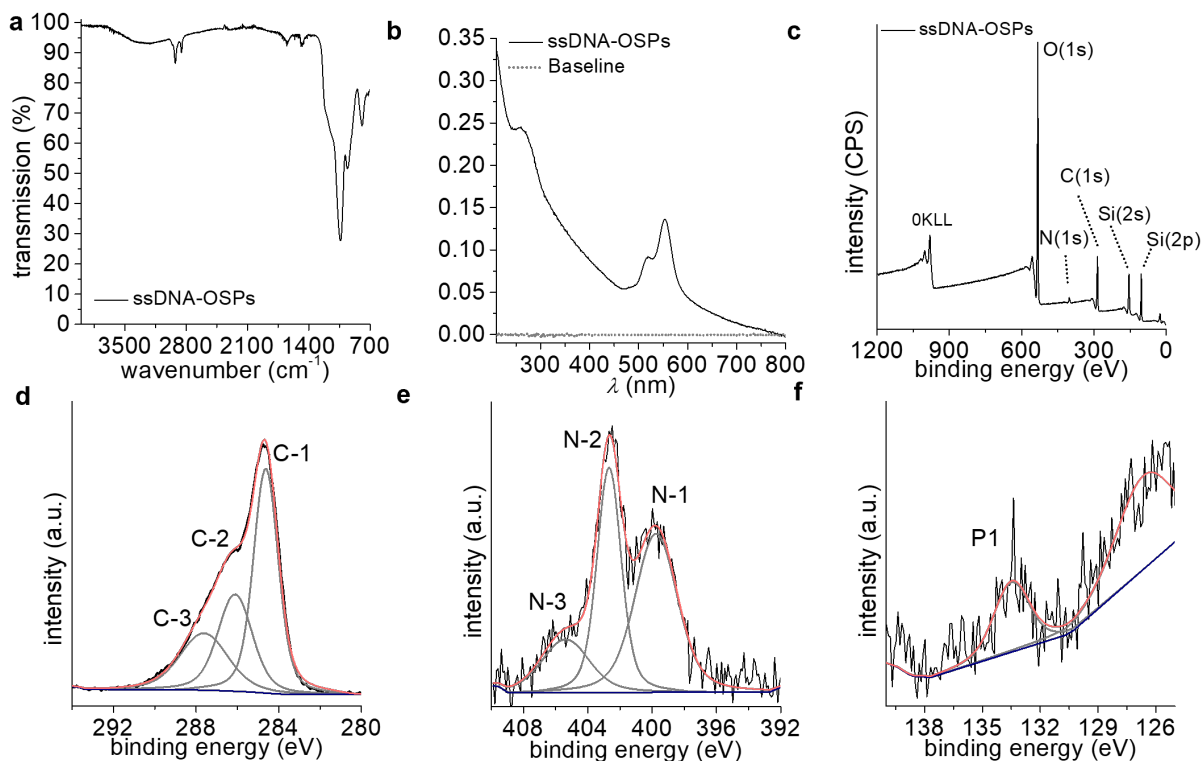 a
100
90
80
70
60
50
40
30
20
10
0
transmission (%)
ssDNA-OSPs
3500 2800 2100 1400 700
wavenumber (cm⁻¹)
b
0.35
0.30
0.25
0.20
0.15
0.10
0.05
0.00
ssDNA-OSPs
Baseline
300 400 500 600 700 800
λ (nm)
c
ssDNA-OSPs
O(1s)
C(1s)
Si(2s)
0KLL
N(1s)
Si(2p)
intensity (CPS)
1200 900 600 300 0
binding energy (eV)
d
C-1
C-2
C-3
intensity (a.u.)
292 288 284 280
binding energy (eV)
e
N-2
N-1
N-3
intensity (a.u.)
408 404 400 396 392
binding energy (eV)
f
P1
intensity (a.u.)
138 135 132 129 126
binding energy (eV)